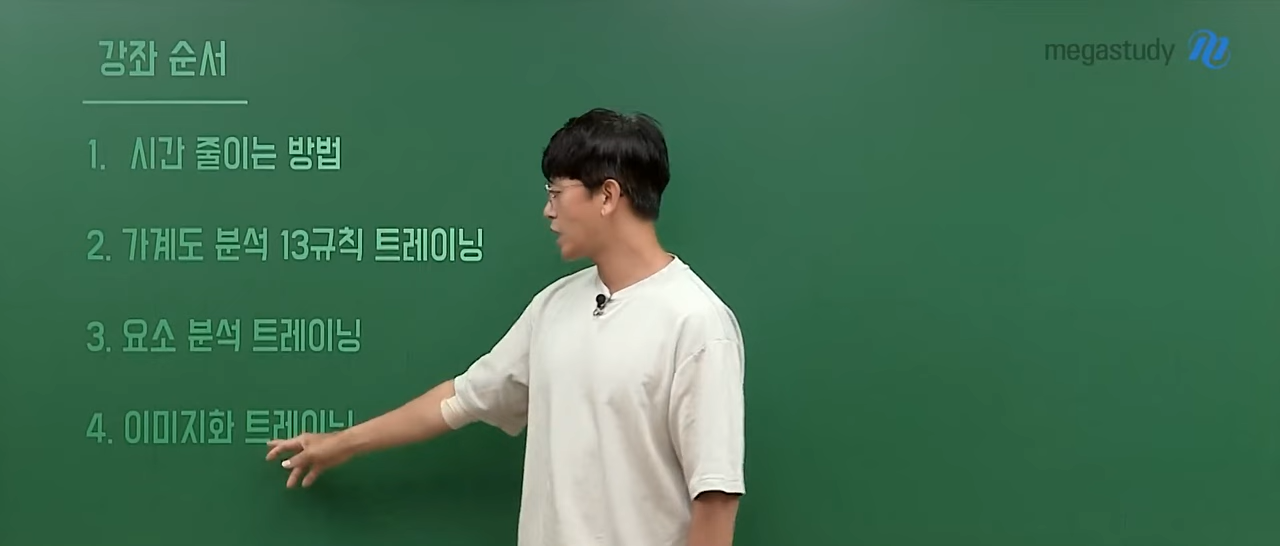 강좌 순서
megastudy
1. 시간 줄이는 방법
2. 가계도 분석 13규칙 트레이닝
3. 요소 분석 트레이닝
4. 이미지화 트레이닝